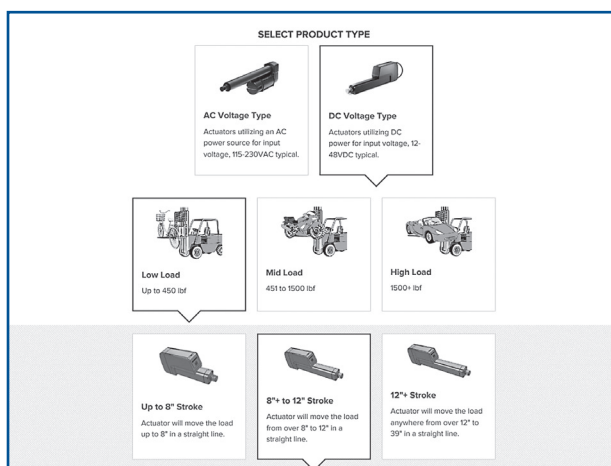 SELECT PRODUCT TYPE
AC Voltage Type
Actuators utilizing an AC
power source for input
voltage, 115-230VAC typical.
DC Voltage Type
Actuators utilizing DC
power for input voltage, 12-
48VDC typical.
Low Load
Up to 450 lbf
Mid Load
451 to 1500 lbf
High Load
1500+ lbf
Up to 8" Stroke
Actuator will move the load
up to 8" in a straight line.
8"+ to 12" Stroke
Actuator will move the load
from over 8" to 12" in a
straight line.
12"+ Stroke
Actuator will move the load
anywhere from over 12" to
39" in a straight line.